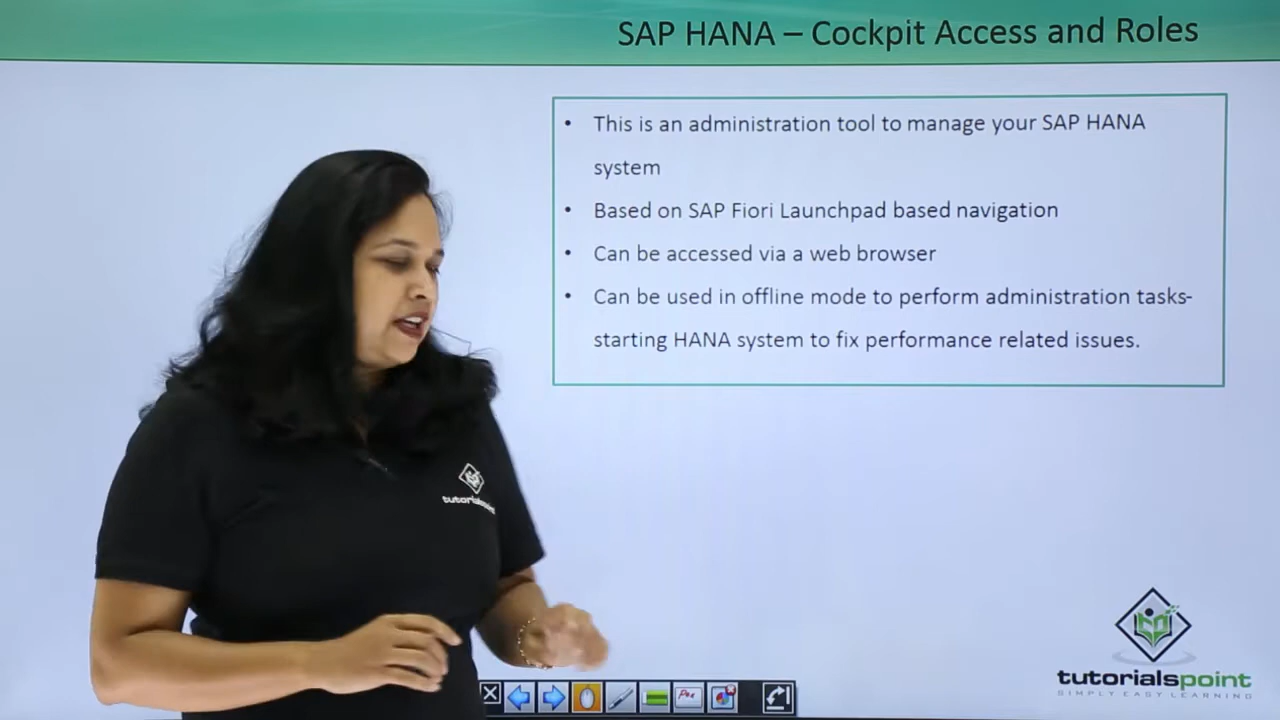 SAP HANA – Cockpit Access and Roles
• This is an administration tool to manage your SAP HANA
system
• Based on SAP Fiori Launchpad based navigation
• Can be accessed via a web browser
• Can be used in offline mode to perform administration tasks-
starting HANA system to fix performance related issues.
tutorialspoint
Pen
tutorialspoint
SIMPLY EASY LEARNING